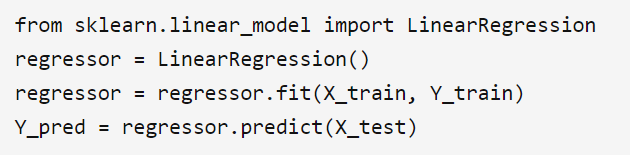 from sklearn.linear_model import LinearRegression
regressor = LinearRegression()
regressor = regressor.fit(X_train, Y_train)
Y_pred = regressor.predict(X_test)